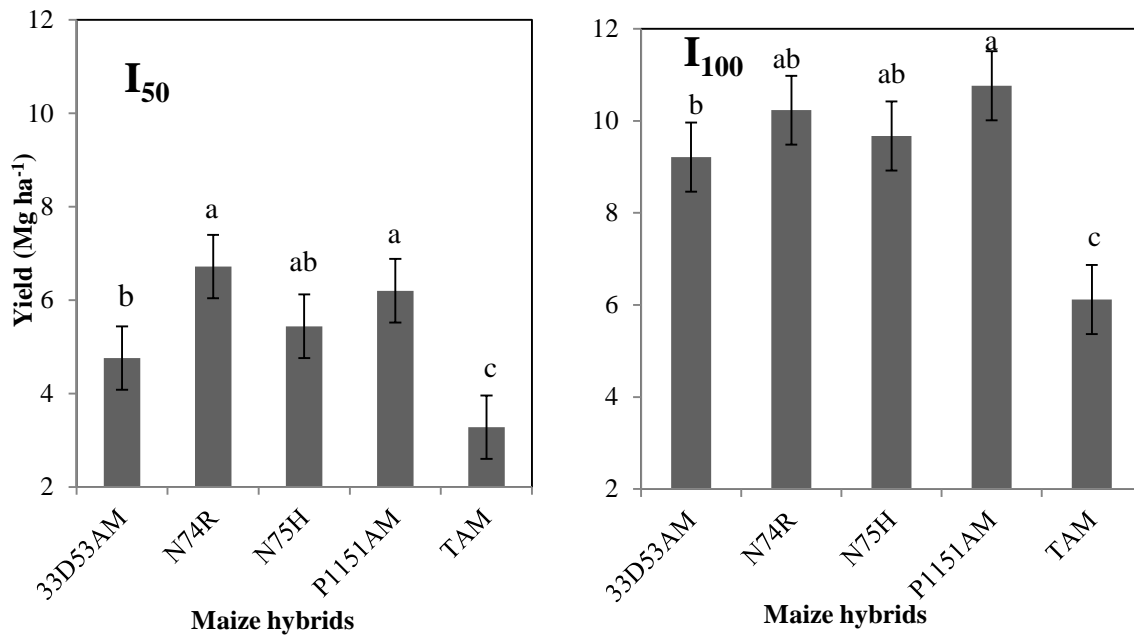 12
10
8
6
4
2
Yield (Mg ha⁻¹)
I₅₀
b
a
ab
a
c
33D53AM
N74R
N75H
P1151AM
TAM
Maize hybrids
12
10
8
6
4
2
I₁₀₀
b
ab
ab
a
c
33D53AM
N74R
N75H
P1151AM
TAM
Maize hybrids